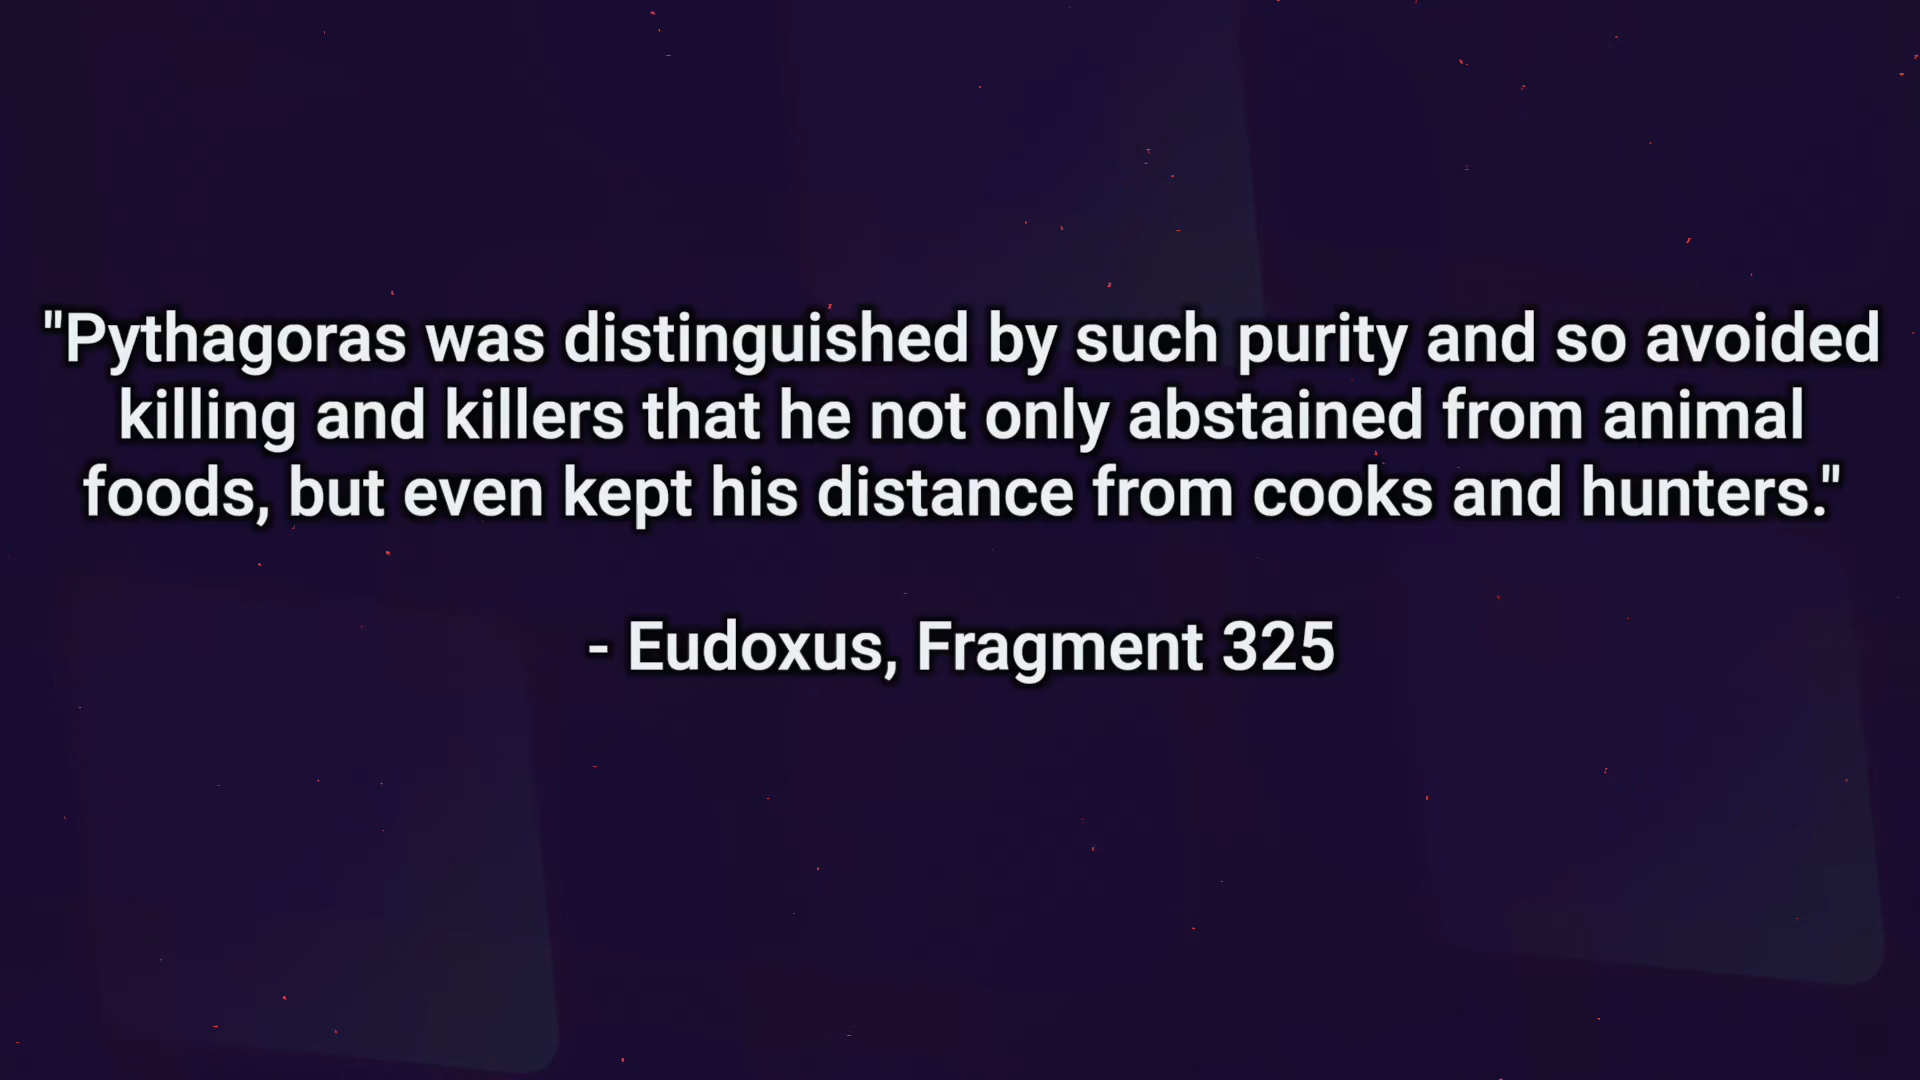 "Pythagoras was distinguished by such purity and so avoided
killing and killers that he not only abstained from animal
foods, but even kept his distance from cooks and hunters."
- Eudoxus, Fragment 325